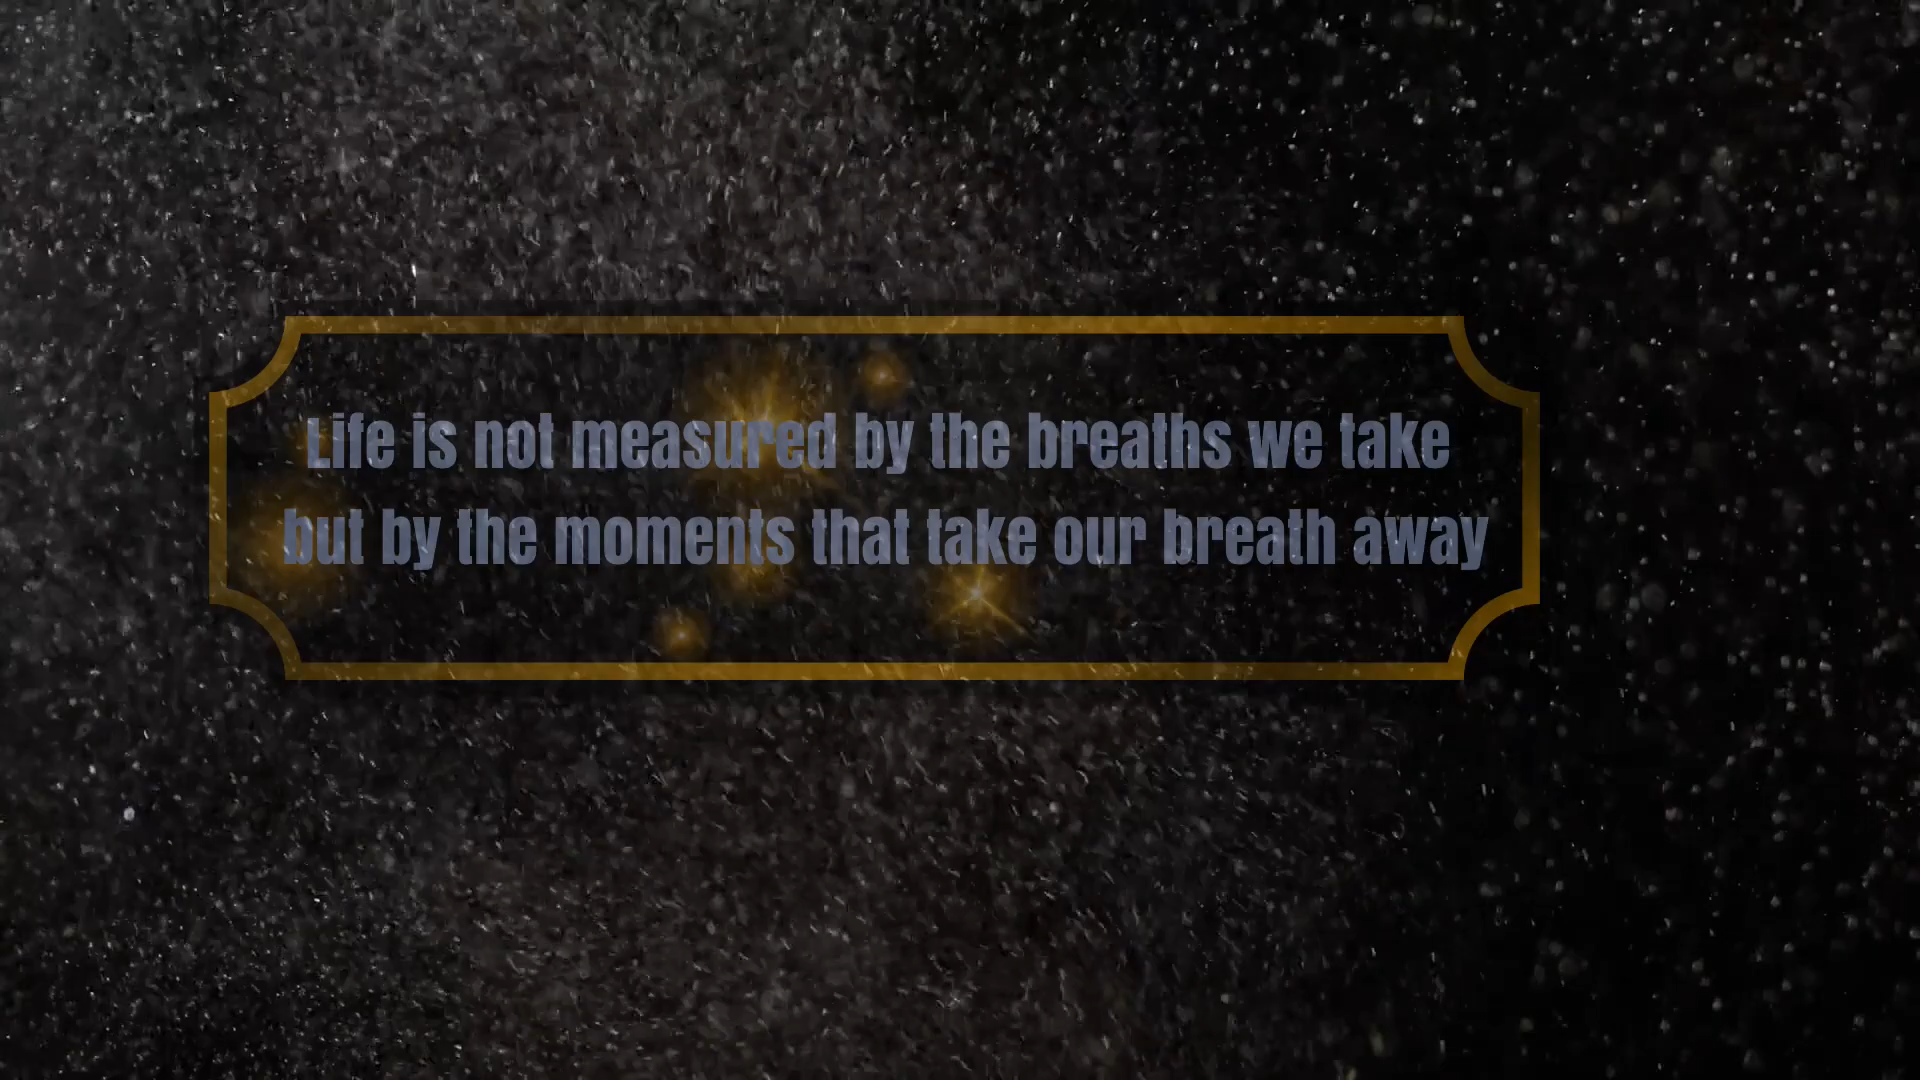 Life is not measured by the breaths we take
but by the moments that take our breath away